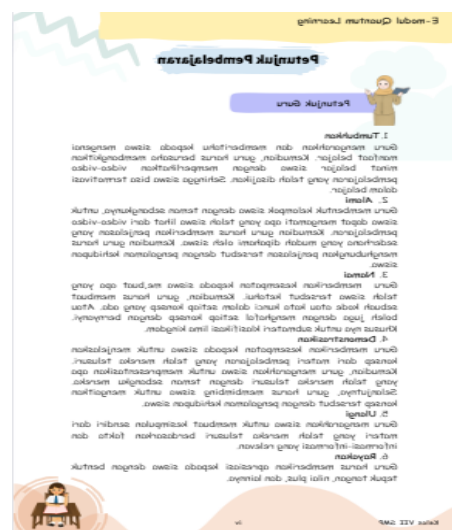 E-modul Quantum Learning
Petunjuk Pembelajaran
Petunjuk Guru
1. Tumbuhkan
Guru mengarahkan dan memberitahu kepada siswa mengenai
manfaat belajar. Kemudian, guru harus berusaha membangkitkan
minat belajar siswa dengan memperlihatkan video-video
pembelajaran yang telah disajikan. Sehingga siswa bisa termotivasi
dalam belajar.
2. Alami
Guru membentuk kelompok siswa dengan teman sebangkunya, untuk
siswa dapat mengamati apa yang telah siswa lihat dari video-video
pembelajaran. Kemudian guru harus memberikan penjelasan yang
sederhana yang mudah dipahami oleh siswa. Kemudian guru harus
menghubungkan penjelasan tersebut dengan pengalaman kehidupan
siswa.
3. Namai
Guru memberikan kesempatan kepada siswa me,buat apa yang
telah siswa tersebut ketahui. Kemudian, guru harus membuat
sebuah kode atau kata kunci dalam setiap konsep yang ada. Atau
boleh juga dengan menghafal setiap konsep dengan bernyanyi.
Khusus nya untuk submateri klasifikasi lima kingdom.
4. Demonstrasikan
Guru memberikan kesempatan kepada siswa untuk menjelaskan
konsep dari materi pembelajaran yang telah mereka telusuri.
Kemudian, guru mengarahkan siswa untuk mempresentasikan apa
yang telah mereka telusuri dengan teman sebangku mereka.
Selanjutnya, guru harus membimbing siswa untuk mengaitkan
konsep tersebut dengan pengalaman kehidupan siswa.
5. Ulangi
Guru mengarahkan siswa untuk membuat kesimpulan sendiri dari
materi yang telah mereka telusuri berdasarkan fakta dan
informasi-informasi yang relevan.
6. Rayakan
Guru harus memberikan apresiasi kepada siswa dengan bentuk
tepuk tangan, nilai plus, dan lainnya.
Kelas VII SMP
iv